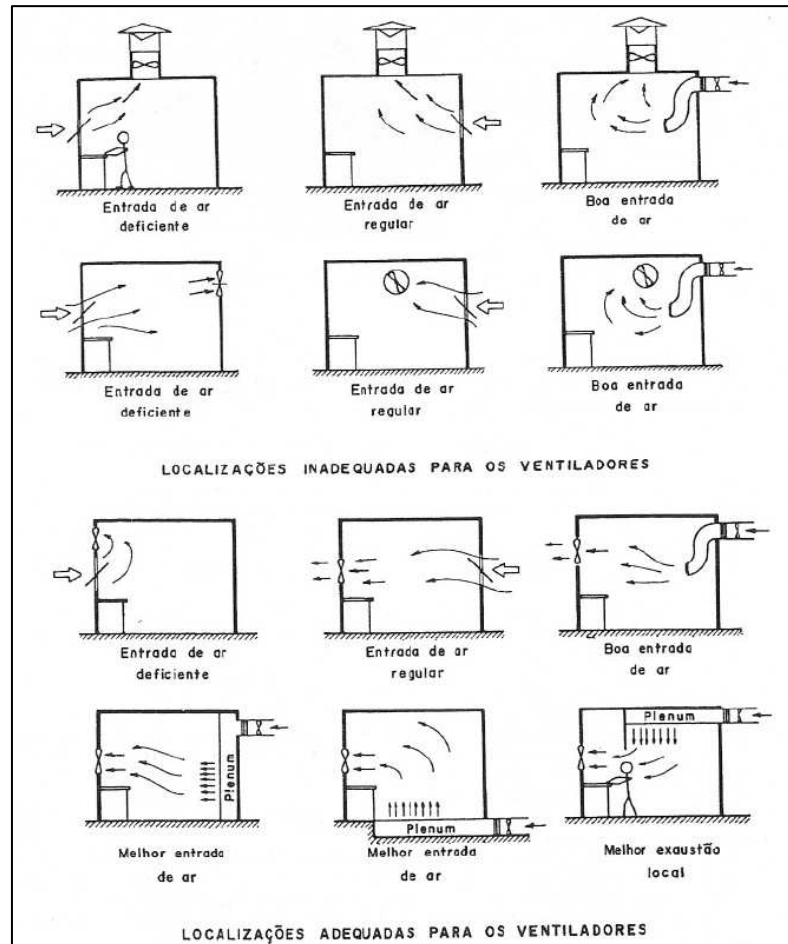 Entrada de ar
deficiente
Entrada de ar
regular
Boa entrada
de ar
Entrada de ar
deficiente
Entrada de ar
regular
Boa entrada
de ar
LOCALIZAÇÕES INADEQUADAS PARA OS VENTILADORES
Entrada de ar
deficiente
Entrada de ar
regular
Boa entrada
de ar
Plenum
Melhor entrada
de ar
Plenum
Melhor entrada
de ar
Plenum
Melhor exaustão
local
LOCALIZAÇÕES ADEQUADAS PARA OS VENTILADORES